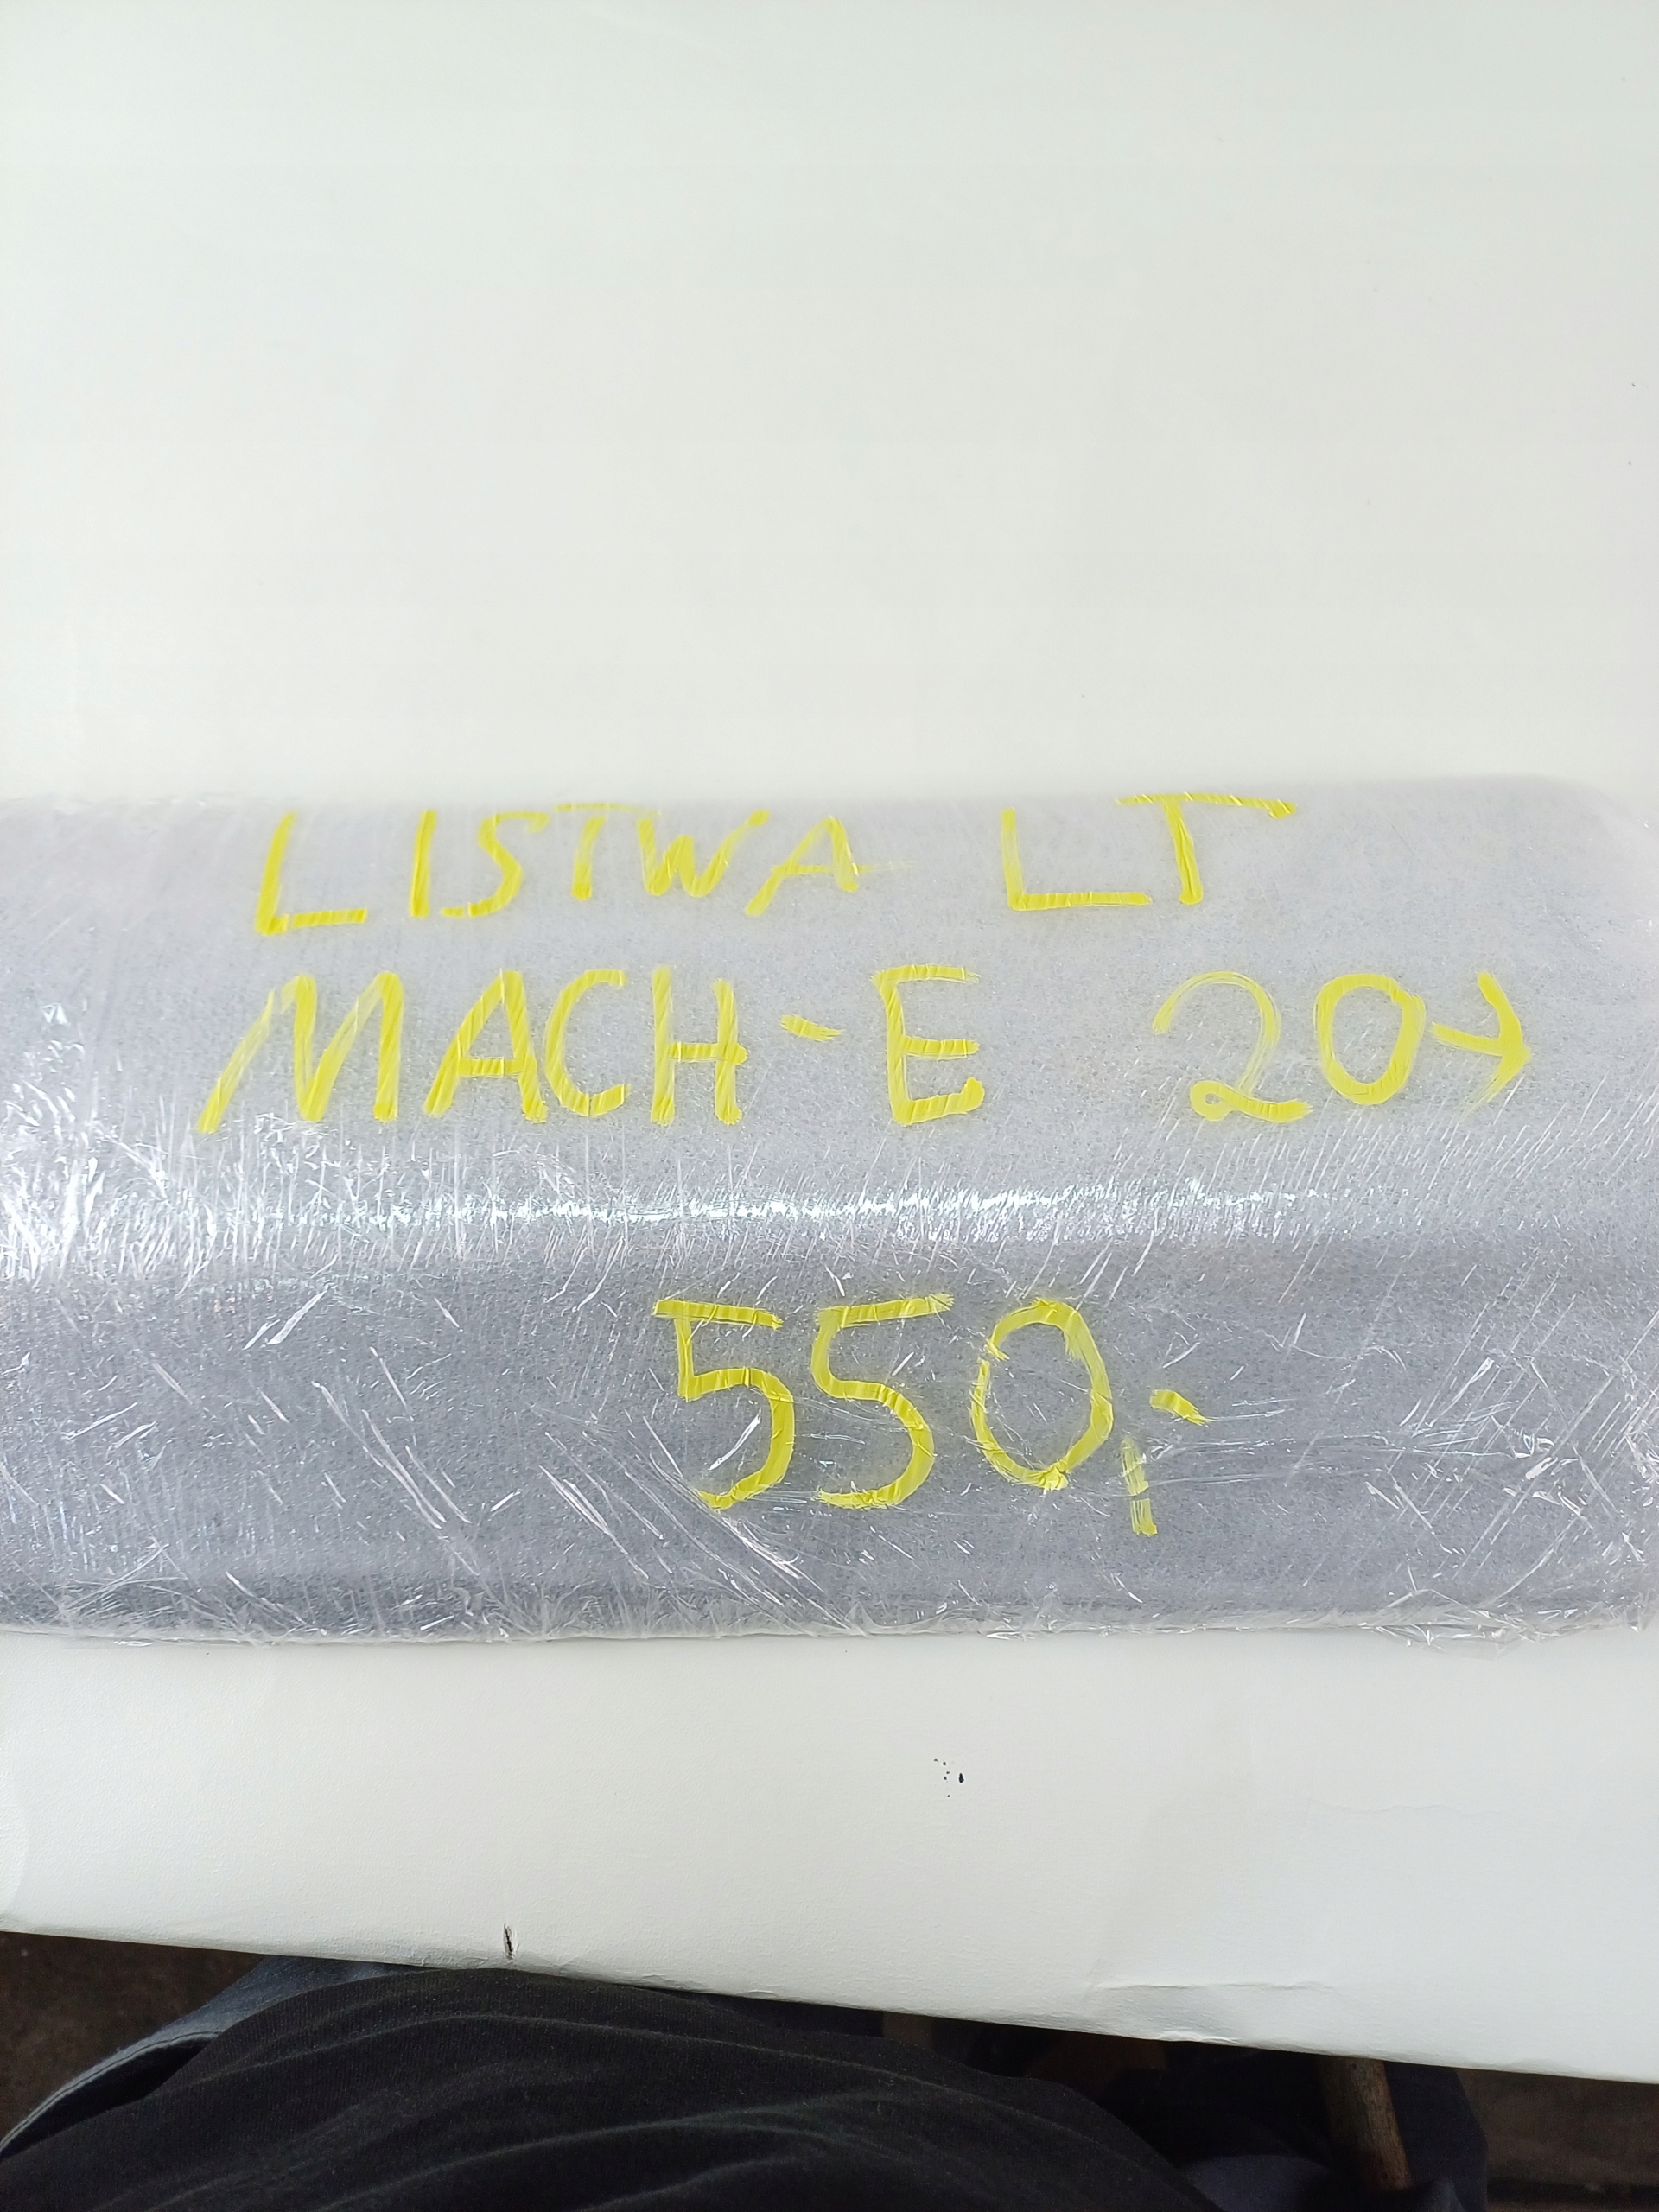 LISTWA LT
MACH-E 20→
550,-